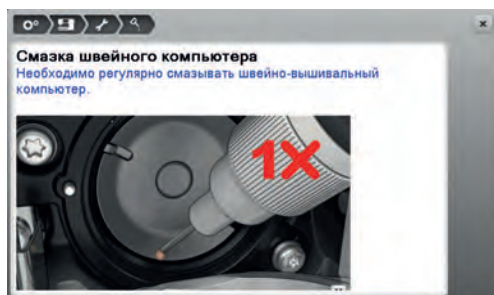 Смазка швейного компьютера
Необходимо регулярно смазывать швейно-вышивальный
компьютер.
1X